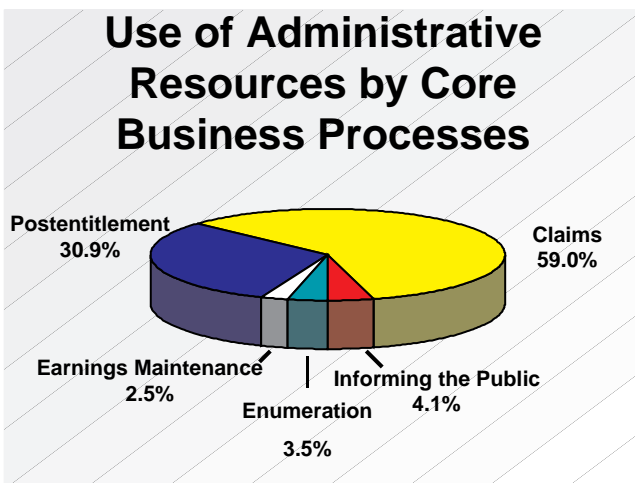 Use of Administrative
Resources by Core
Business Processes
Postentitlement
30.9%
Claims
59.0%
Earnings Maintenance
2.5%
Enumeration
3.5%
Informing the Public
4.1%